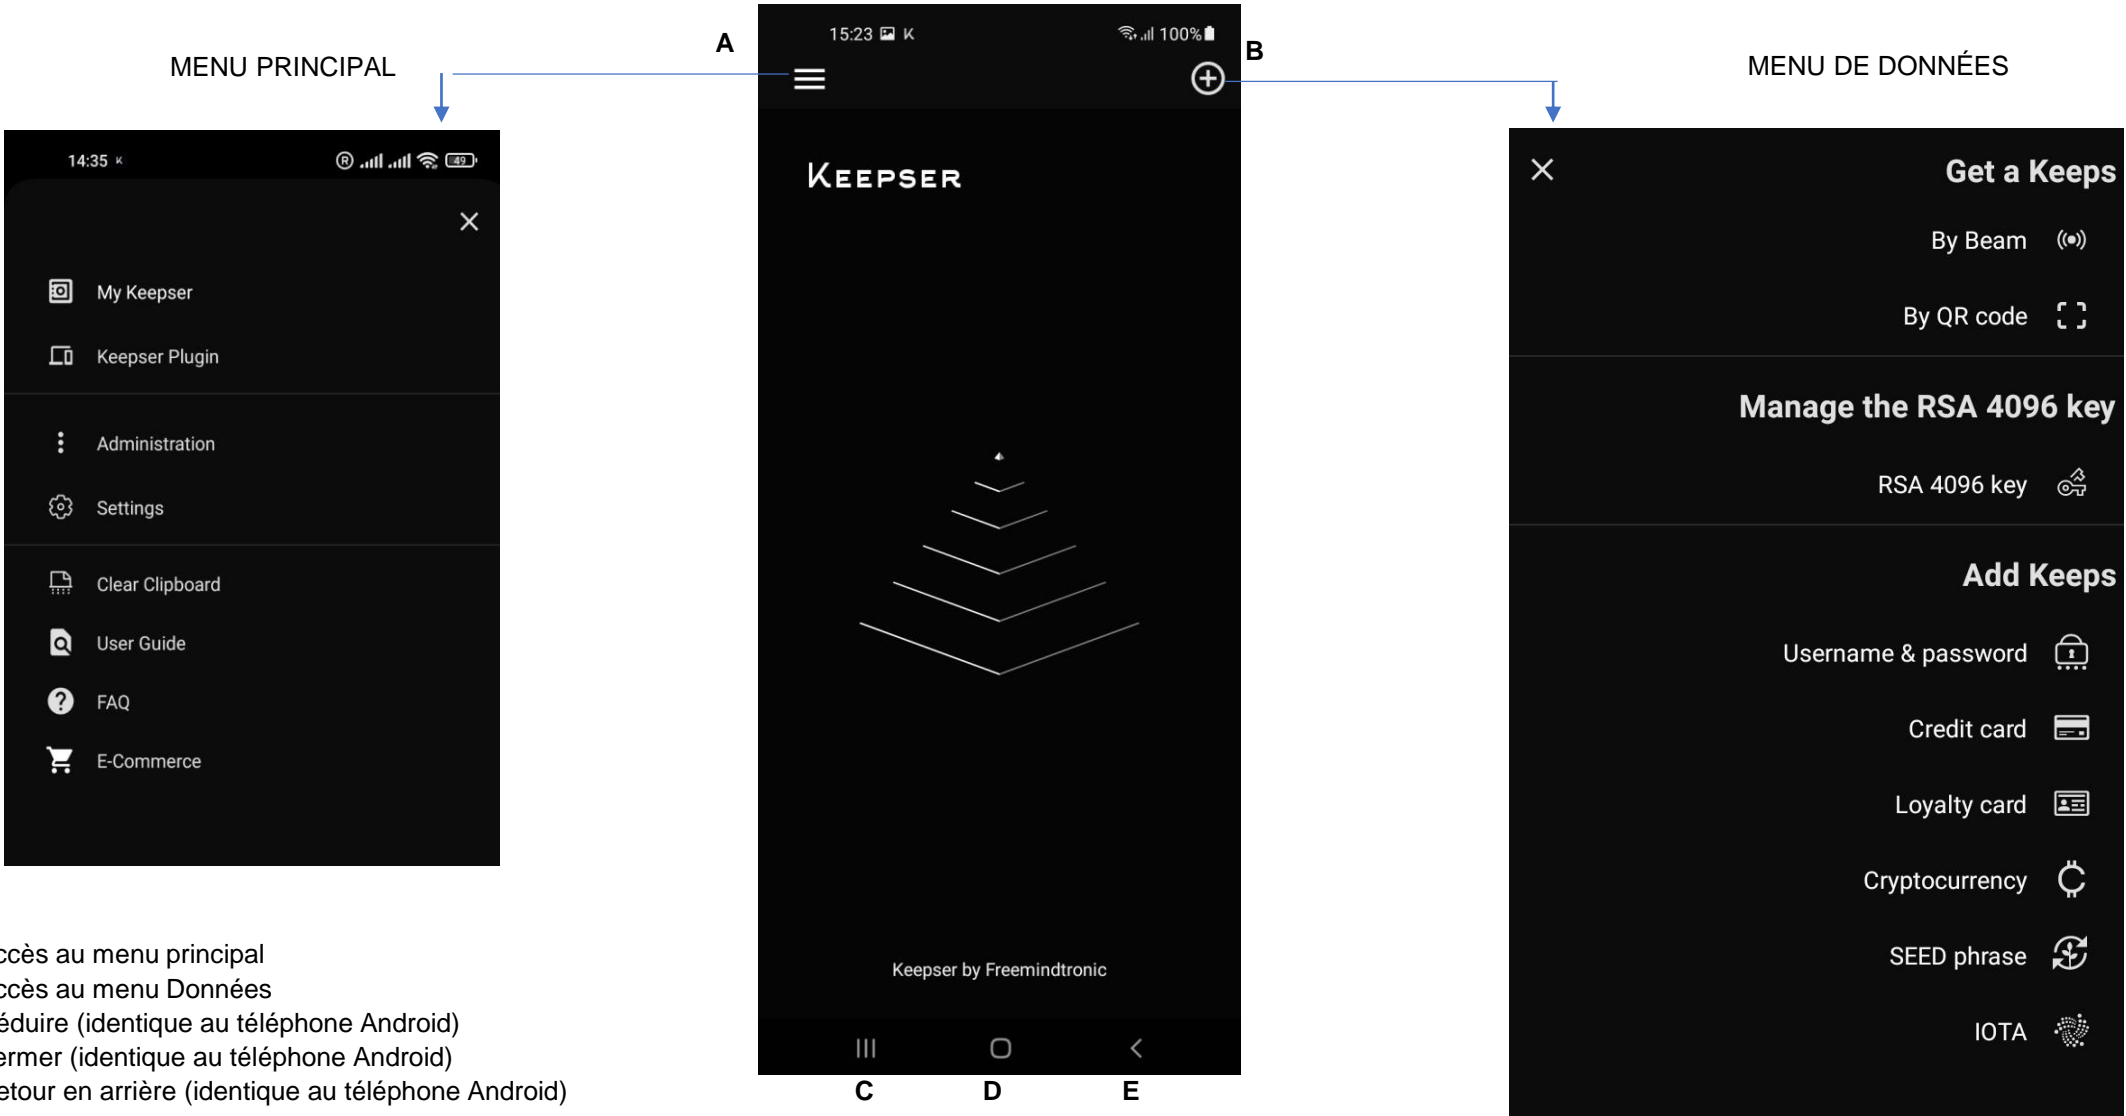 MENU PRINCIPAL
A
B
MENU DE DONNÉES
14:35 K
R 49
My Keepser
Keepser Plugin
Administration
Settings
Clear Clipboard
User Guide
FAQ
E-Commerce
15:23 K 100%
KEEPSER
Keepser by Freemindtronic
C D E
Get a Keeps
By Beam
By QR code
Manage the RSA 4096 key
RSA 4096 key
Add Keeps
Username & password
Credit card
Loyalty card
Cryptocurrency
SEED phrase
IOTA
ccès au menu principal
ccès au menu Données
éduire (identique au téléphone Android)
ermer (identique au téléphone Android)
etour en arrière (identique au téléphone Android)